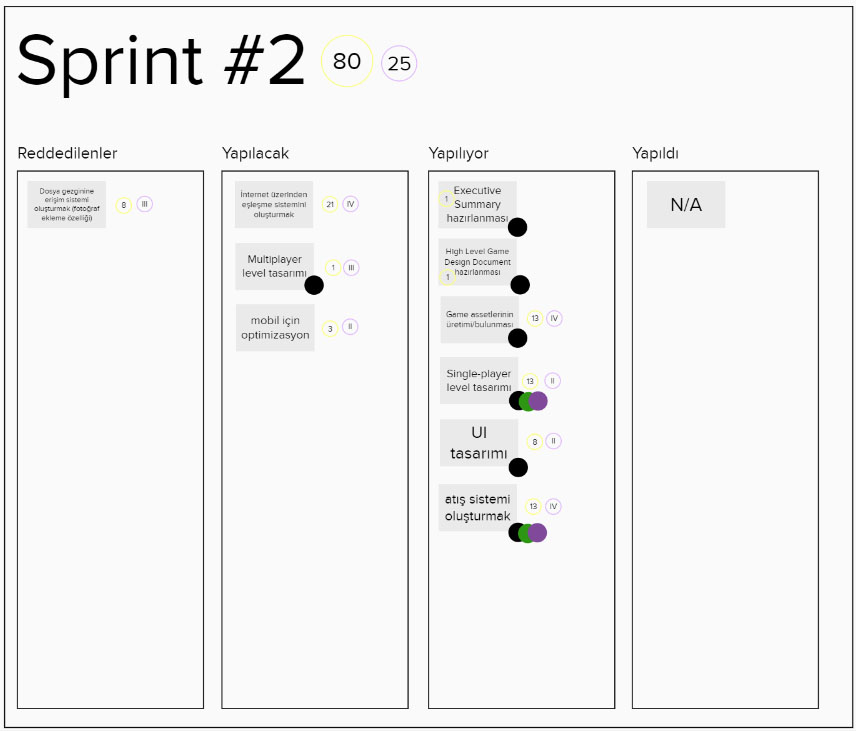 Sprint #2 80 25
Reddedilenler
Dosya gezginine
erişim sistemi
oluşturmak (fotoğraf
ekleme özelliği)
8 III
Yapılacak
İnternet üzerinden
eşleşme sistemini
oluşturmak
21 IV
Multiplayer
level tasarımı
1 III
mobil için
optimizasyon
3 II
Yapılıyor
1
Executive
Summary
hazırlanması
High Level Game
Design Document
hazırlanması
1
Game assetlerinin
üretimi/bulunması
13 IV
Single-player
level tasarımı
13 II
UI
tasarımı
8 II
atış sistemi
oluşturmak
13 IV
Yapıldı
N/A